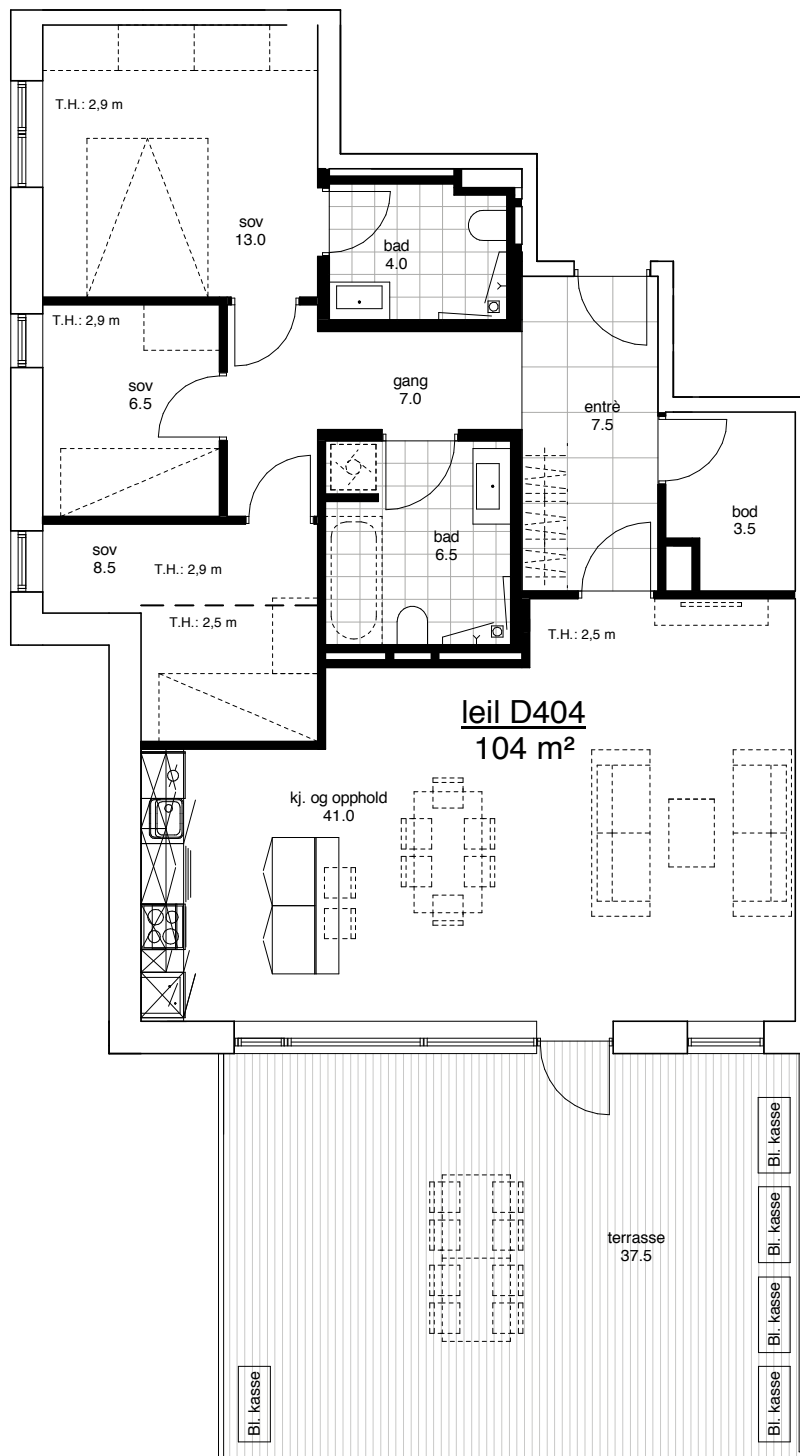 T.H.: 2,9 m
sov
13.0
bad
4.0
T.H.: 2,9 m
sov
6.5
gang
7.0
entrè
7.5
bod
3.5
sov
8.5
T.H.: 2,9 m
bad
6.5
T.H.: 2,5 m
T.H.: 2,5 m
leil D404
104 m²
kj. og opphold
41.0
Bl. kasse
Bl. kasse
terrasse
37.5
Bl. kasse
Bl. kasse
Bl. kasse